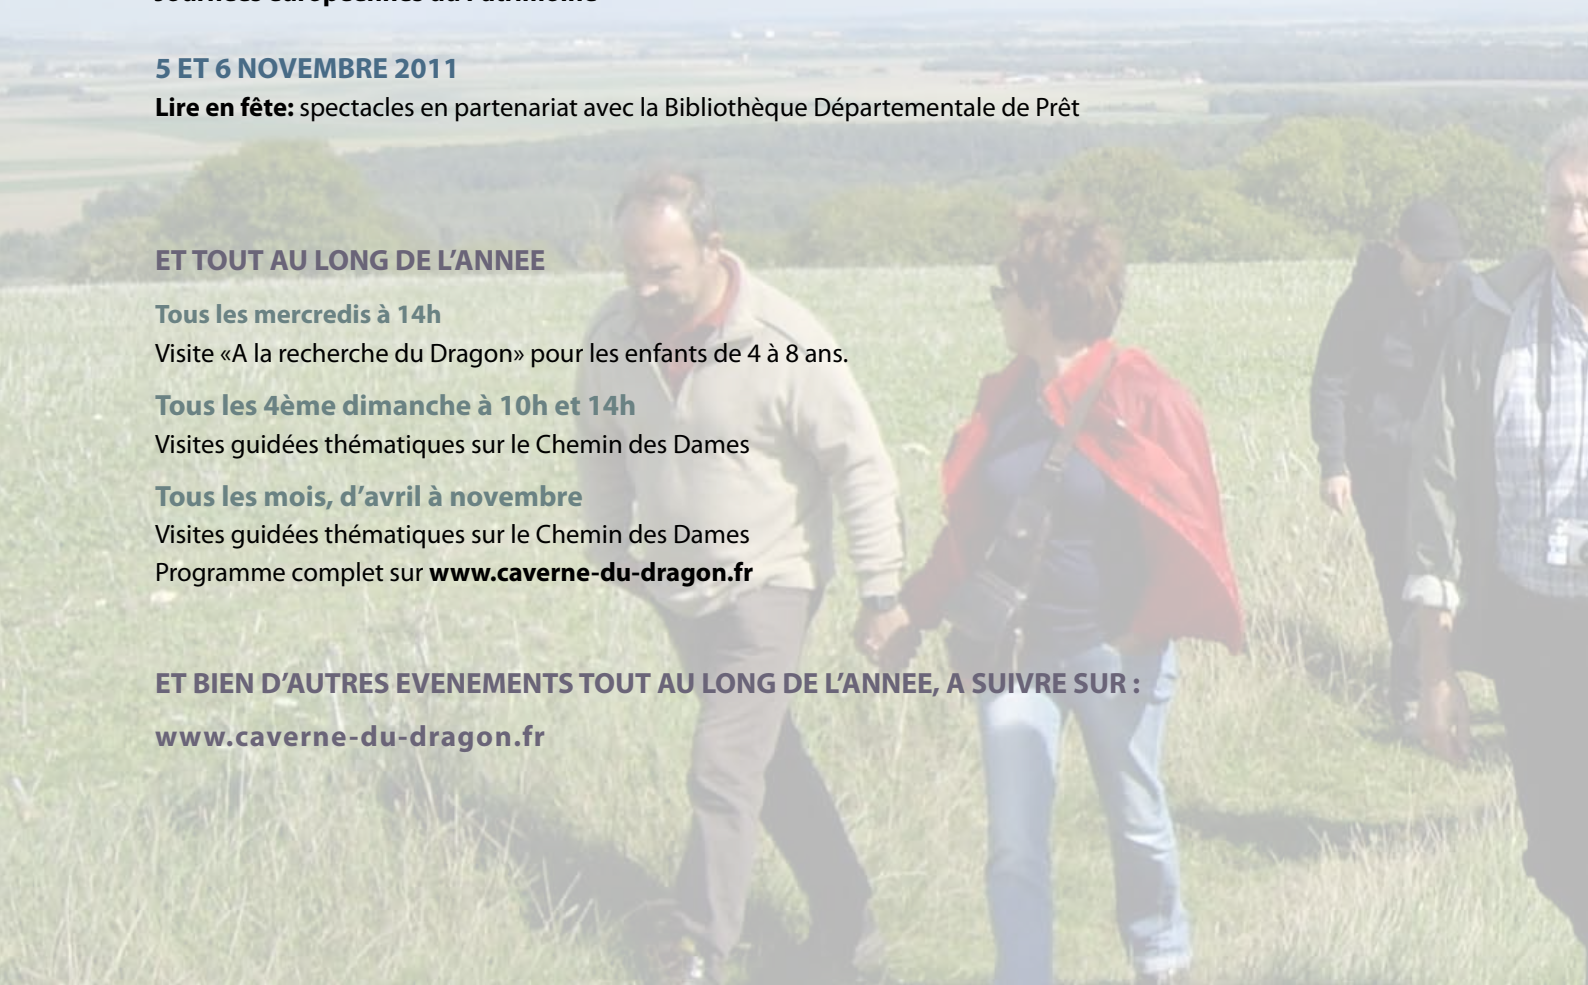 Journées européennes du Patrimoine
5 ET 6 NOVEMBRE 2011
Lire en fête: spectacles en partenariat avec la Bibliothèque Départementale de Prêt
ET TOUT AU LONG DE L’ANNEE
Tous les mercredis à 14h
Visite «A la recherche du Dragon» pour les enfants de 4 à 8 ans.
Tous les 4ème dimanche à 10h et 14h
Visites guidées thématiques sur le Chemin des Dames
Tous les mois, d’avril à novembre
Visites guidées thématiques sur le Chemin des Dames
Programme complet sur www.caverne-du-dragon.fr
ET BIEN D’AUTRES EVENEMENTS TOUT AU LONG DE L’ANNEE, A SUIVRE SUR :
www.caverne-du-dragon.fr